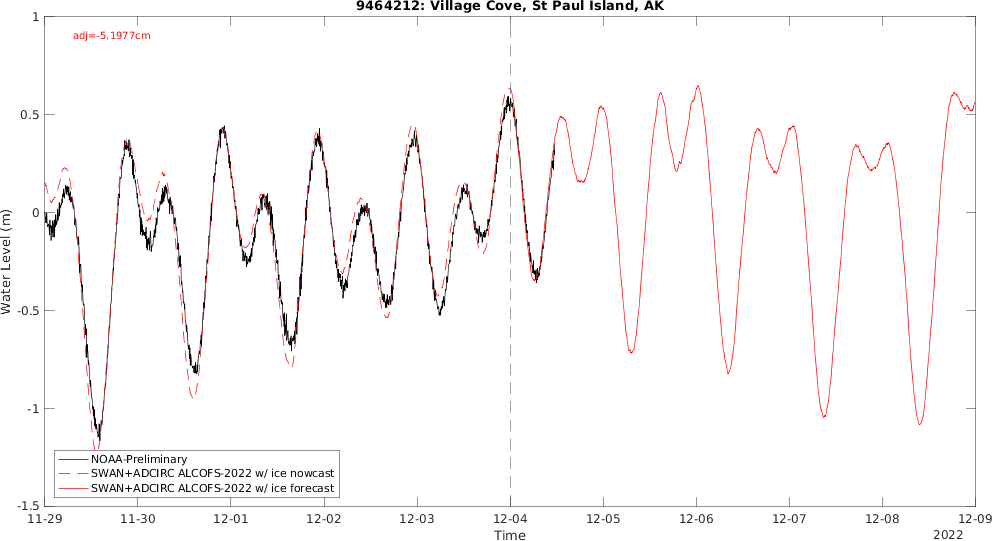 9464212: Village Cove, St Paul Island, AK
adj=-5.1977cm
1
0.5
0
-0.5
-1
-1.5
Water Level (m)
NOAA-Preliminary
SWAN+ADCIRC ALCOFS-2022 w/ ice nowcast
SWAN+ADCIRC ALCOFS-2022 w/ ice forecast
11-29 11-30 12-01 12-02 12-03 12-04 12-05 12-06 12-07 12-08 12-09
Time
2022